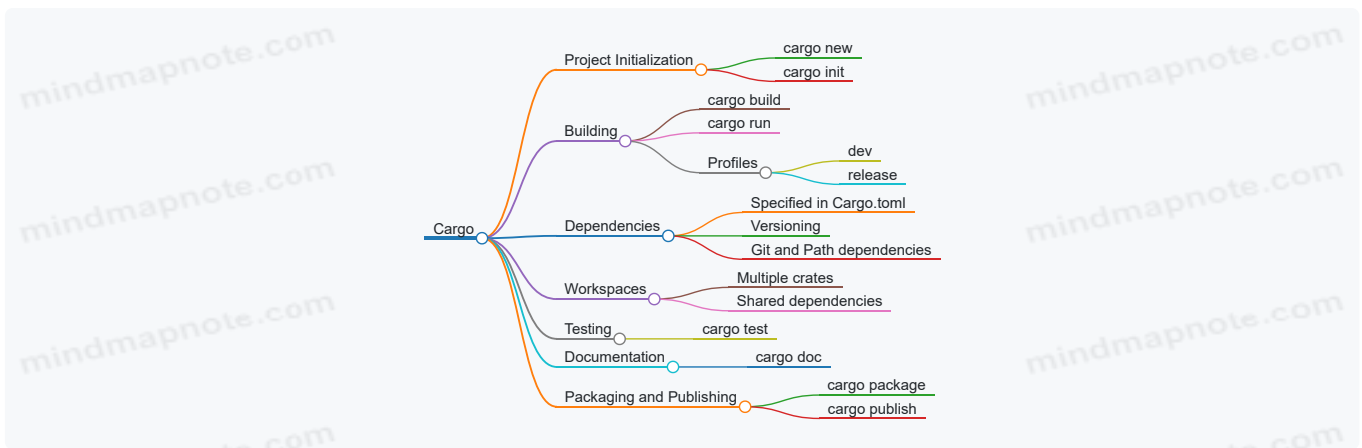 mindmapnote.com
mindmapnote.com
Project Initialization
cargo new
cargo init
Building
cargo build
cargo run
Profiles
dev
release
mindmapnote.com
mindmapnote.com
Cargo
Dependencies
Specified in Cargo.toml
Versioning
Git and Path dependencies
Workspaces
Multiple crates
Shared dependencies
mindmapnote.com
mindmapnote.com
Testing
cargo test
Documentation
cargo doc
Packaging and Publishing
cargo package
cargo publish
mindmapnote.com
mindmapnote.com